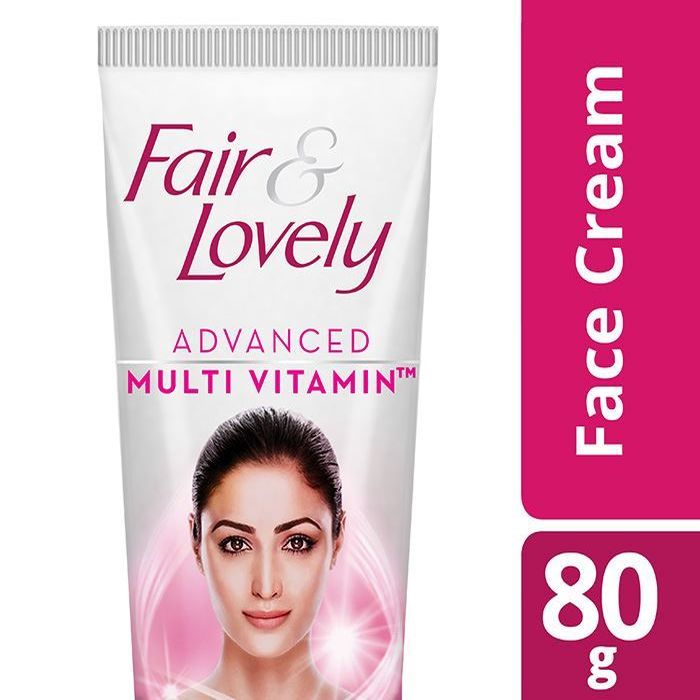 Fair &
Lovely
ADVANCED
MULTI VITAMIN™
Face Cream
80
g